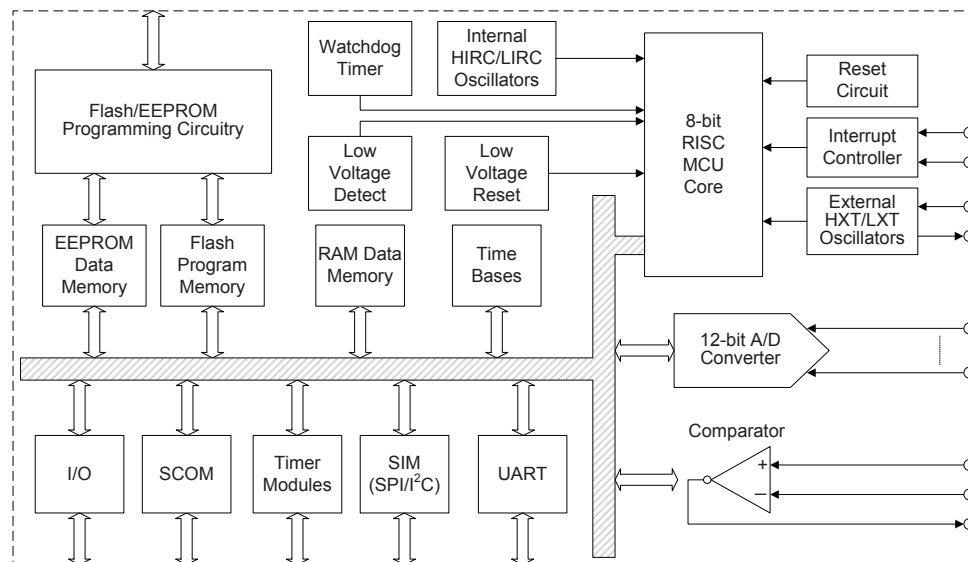 Flash/EEPROM
Programming Circuitry
Watchdog
Timer
Internal
HIRC/LIRC
Oscillators
8-bit
RISC
MCU
Core
Reset
Circuit
Low
Voltage
Detect
Low
Voltage
Reset
Interrupt
Controller
External
HXT/LXT
Oscillators
EEPROM
Data
Memory
Flash
Program
Memory
RAM Data
Memory
Time
Bases
12-bit A/D
Converter
Comparator
+
−
I/O
SCOM
Timer
Modules
SIM
(SPI/I²C)
UART